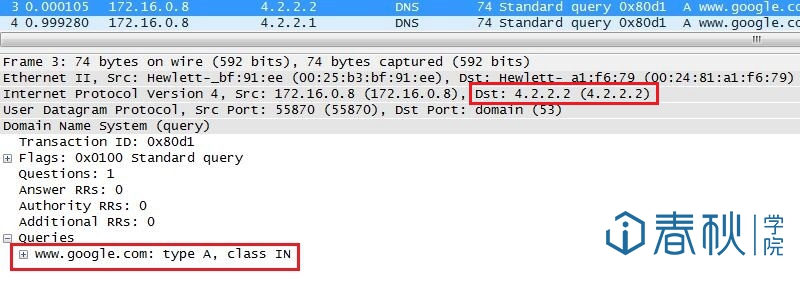 3 0.000105 172.16.0.8 4.2.2.2 DNS 74 Standard query 0x80d1 A www.google.com
4 0.999280 172.16.0.8 4.2.2.1 DNS 74 Standard query 0x80d1 A www.google.com
Frame 3: 74 bytes on wire (592 bits), 74 bytes captured (592 bits)
Ethernet II, Src: Hewlett-_bf:91:ee (00:25:b3:bf:91:ee), Dst: Hewlett-_a1:f6:79 (00:24:81:a1:f6:79)
Internet Protocol Version 4, Src: 172.16.0.8 (172.16.0.8), Dst: 4.2.2.2 (4.2.2.2)
User Datagram Protocol, Src Port: 55870 (55870), Dst Port: domain (53)
Domain Name System (query)
Transaction ID: 0x80d1
Flags: 0x0100 Standard query
Questions: 1
Answer RRs: 0
Authority RRs: 0
Additional RRs: 0
Queries
www.google.com: type A, class IN
春秋学院